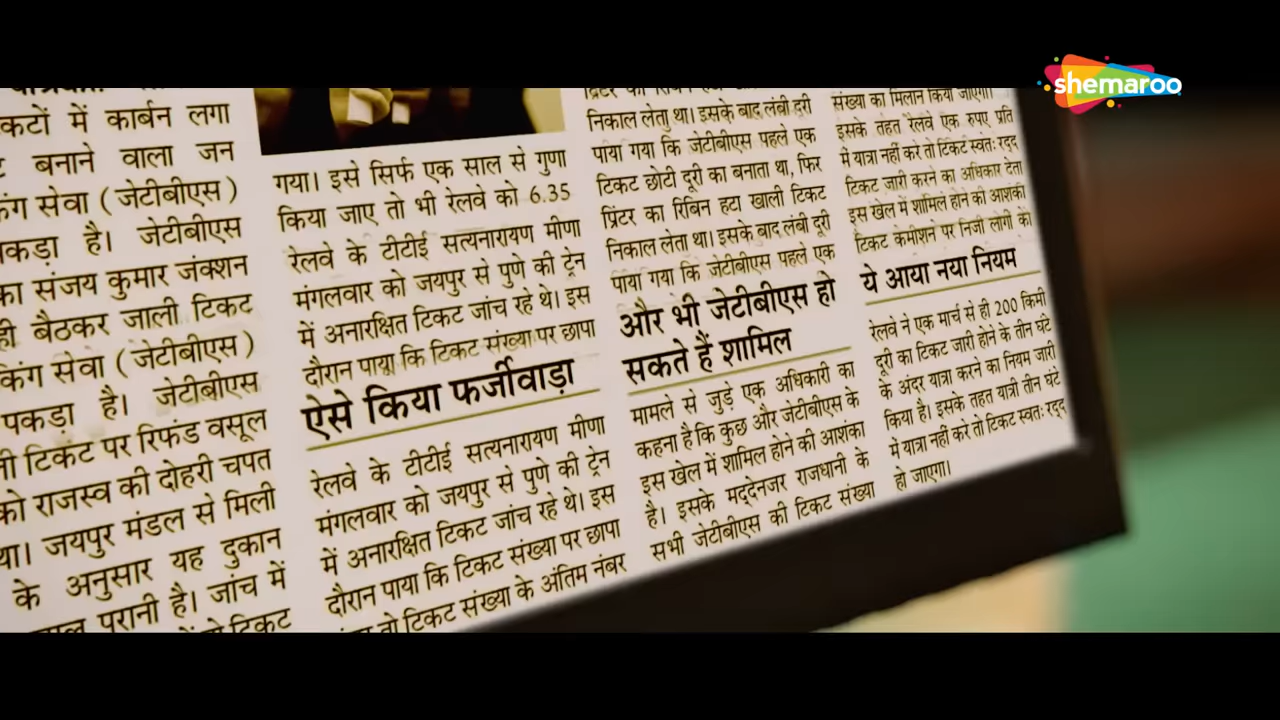 shemaroo
कटों में कार्बन लगा
बनाने वाला जन
सेवा (जेटीबीएस)
है। जेटीबीएस
संजय कुमार जंक्शन
ही बैठकर जाली टिकट
किंग सेवा (जेटीबीएस)
पकड़ा है। जेटीबीएस
टिकट पर रिफंड वसूल
को राजस्व की दोहरी चपत
जयपुर मंडल से मिली
के अनुसार यह दुकान
पुरानी है। जांच में
टिकट
गया। इसे सिर्फ एक साल से गुणा
किया जाए तो भी रेलवे को 6.35
रेलवे के टीटीई सत्यनारायण मीणा
मंगलवार को जयपुर से पुणे की ट्रेन
में अनारक्षित टिकट जांच रहे थे। इस
दौरान पाया कि टिकट संख्या पर छापा
ऐसे किया फर्जीवाड़ा
रेलवे के टीटीई सत्यनारायण मीणा
मंगलवार को जयपुर से पुणे की ट्रेन
में अनारक्षित टिकट जांच रहे थे। इस
दौरान पाया कि टिकट संख्या पर छापा
तो टिकट संख्या के अंतिम नंबर
निकाल लेता था। इसके बाद लंबी दूरी
पाया गया कि जेटीबीएस पहले एक
टिकट छोटी दूरी का बनाता था, फिर
प्रिंटर का रिबिन हटा खाली टिकट
निकाल लेता था। इसके बाद लंबी दूरी
पाया गया कि जेटीबीएस पहले एक
और भी जेटीबीएस हो
सकते हैं शामिल
मामले से जुड़े एक अधिकारी का
कहना है कि कुछ और जेटीबीएस के
इस खेल में शामिल होने की आशंका
है। इसके मद्देनजर राजधानी के
सभी जेटीबीएस की टिकट संख्या
संख्या का मिलान किया जाएगा।
इसके तहत रेलवे एक रुपए प्रति
में यात्रा नहीं करे तो टिकट स्वतः रद्द
टिकट जारी करने का अधिकार देता
इस खेल में शामिल होने की आशंका
टिकट कमीशन पर निजी लोगों को
ये आया नया नियम
रेलवे ने एक मार्च से ही 200 किमी
दूरी का टिकट जारी होने के तीन घंटे
के अंदर यात्रा करने का नियम जारी
किया है। इसके तहत यात्री तीन घंटे
में यात्रा नहीं करे तो टिकट स्वतः रद्द
हो जाएगा।